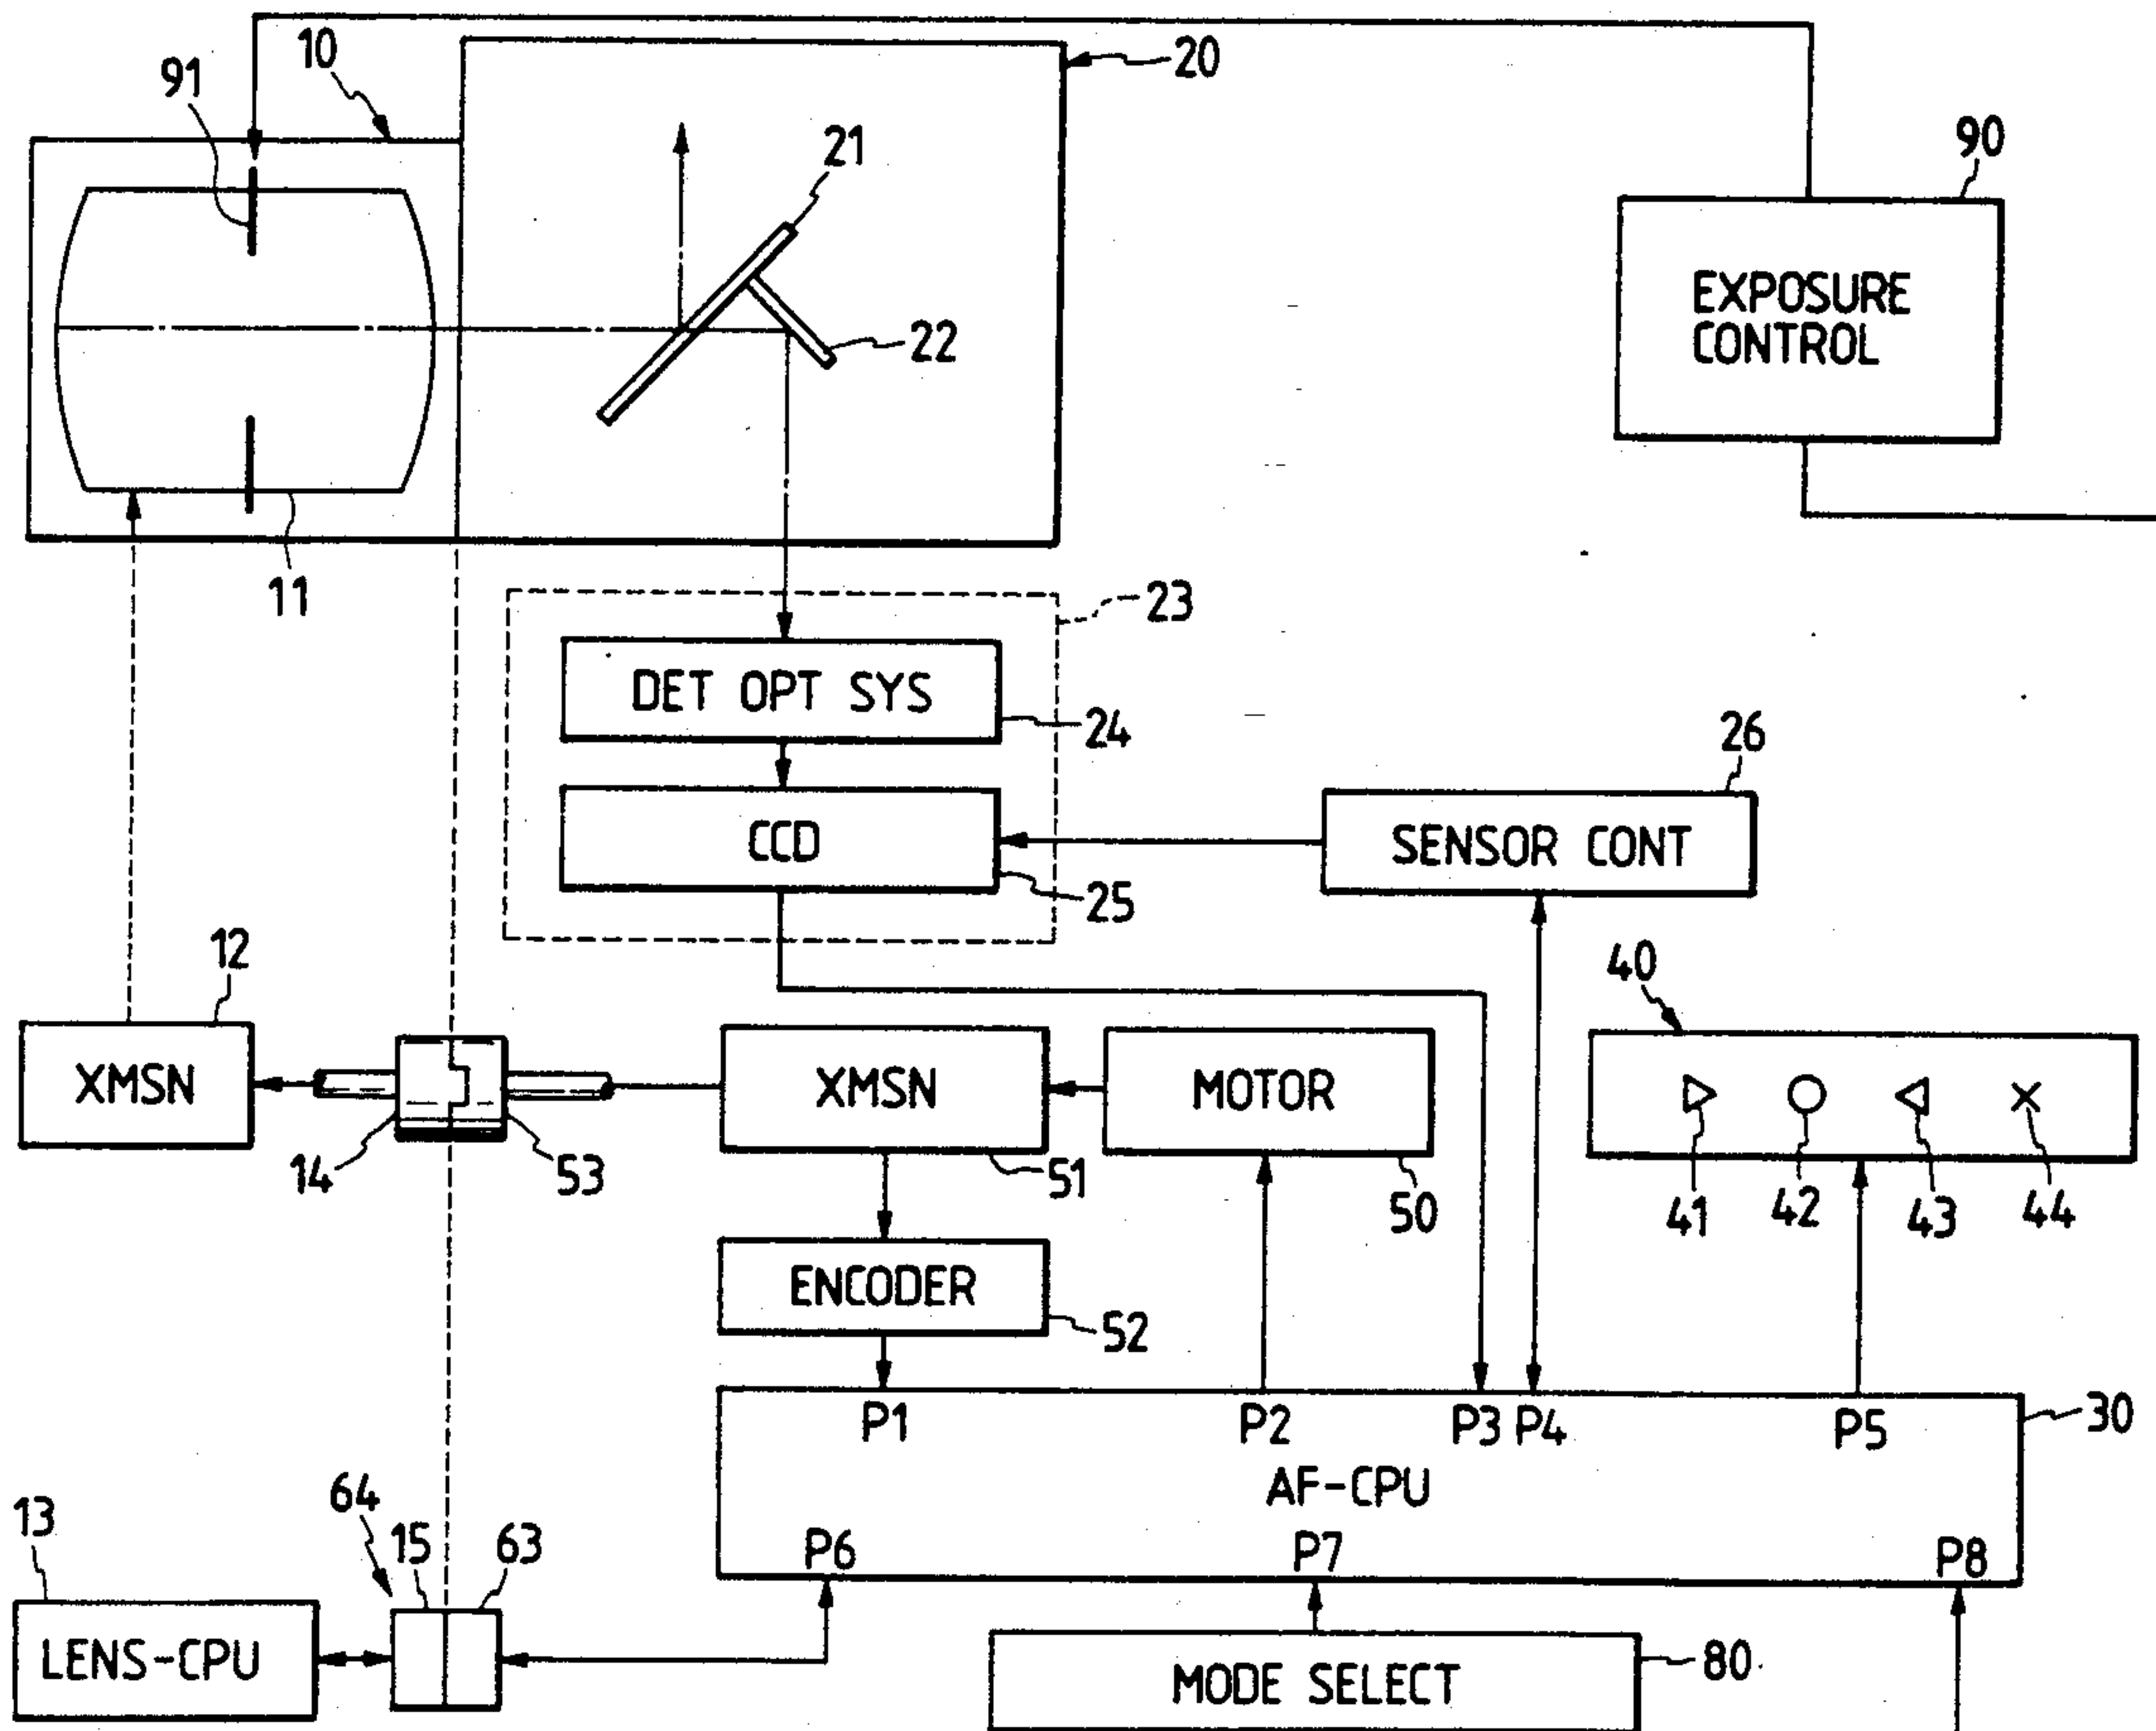 10
20
91
21
90
EXPOSURE
CONTROL
22
11
23
DET OPT SYS
24
26
CCD
SENSOR CONT
25
12
40
XMSN
XMSN
MOTOR
14
53
51
50
41
42
43
44
ENCODER
52
P1
P2
P3
P4
P5
30
AF-CPU
64
13
15
63
P6
P7
P8
LENS-CPU
MODE SELECT
80